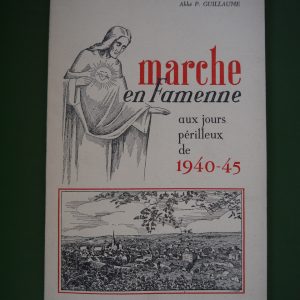 Abbé P. GUILLAUME
marche
en Famenne
aux jours
périlleux
de
1940-45